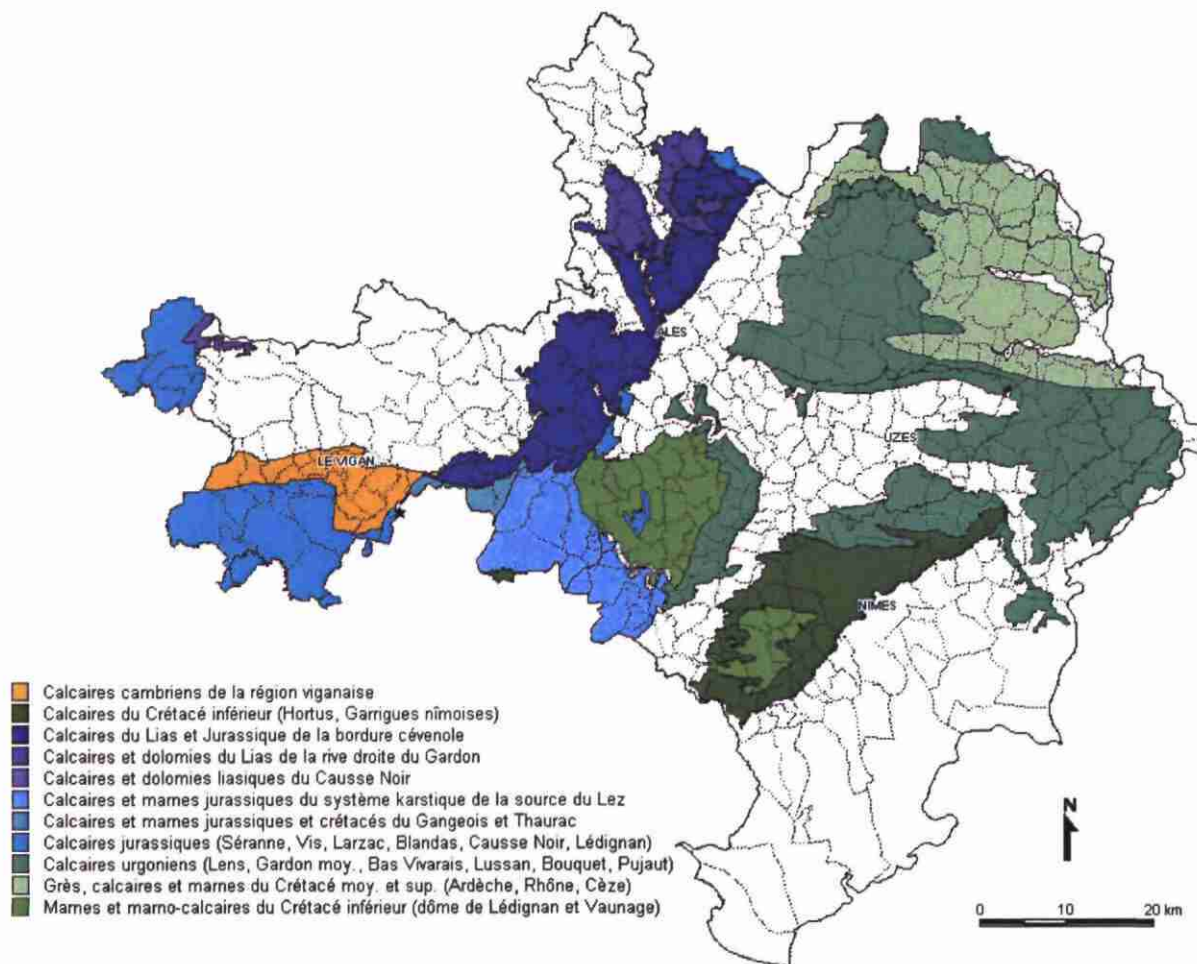 ALES
UZES
LE VIGAN
NIMES
Calcaires cambriens de la région viganaise
Calcaires du Crétacé inférieur (Hortus, Garrigues nîmoises)
Calcaires du Lias et Jurassique de la bordure cévenole
Calcaires et dolomies du Lias de la rive droite du Gardon
Calcaires et dolomies liasiques du Causse Noir
Calcaires et marnes jurassiques du système karstique de la source du Lez
Calcaires et marnes jurassiques et crétacés du Gangeois et Thaurac
Calcaires jurassiques (Séranne, Vis, Larzac, Blandas, Causse Noir, Lédignan)
Calcaires urgoniens (Lens, Gardon moy., Bas Vivarais, Lussan, Bouquet, Pujaut)
Grès, calcaires et marnes du Crétacé moy. et sup. (Ardèche, Rhône, Cèze)
Marnes et marno-calcaires du Crétacé inférieur (dôme de Lédignan et Vaunage)
N
0 10 20 km